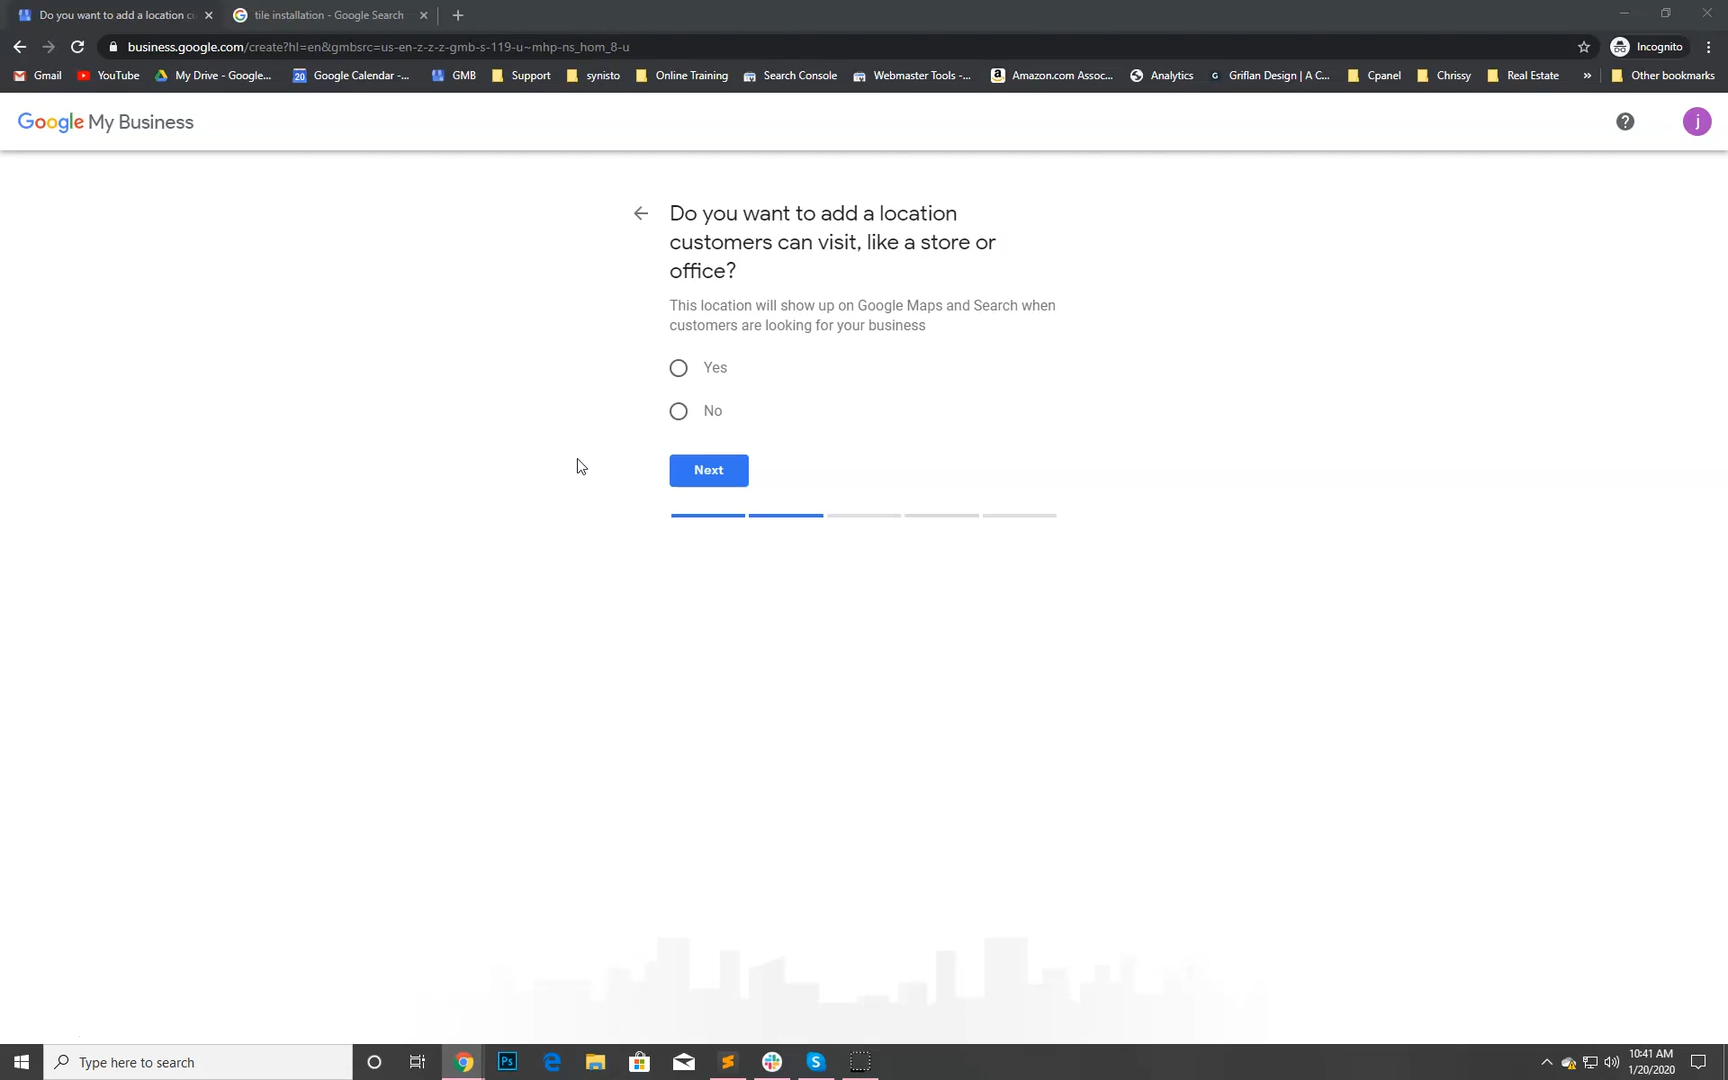 Do you want to add a location c
tile installation - Google Search
business.google.com/create?hl=en&gmbsrc=us-en-z-z-z-gmb-s-119-u~mhp-ns_hom_8-u
Incognito
Gmail
YouTube
My Drive - Google...
20
Google Calendar -...
GMB
Support
synisto
Online Training
Search Console
Webmaster Tools -...
a
Amazon.com Assoc...
Analytics
G
Griflan Design | A C...
Cpanel
Chrissy
Real Estate
»
Other bookmarks
Google My Business
?
j
Do you want to add a location
customers can visit, like a store or
office?
This location will show up on Google Maps and Search when
customers are looking for your business
Yes
No
Next
Type here to search
Ps
S
10:41 AM
1/20/2020